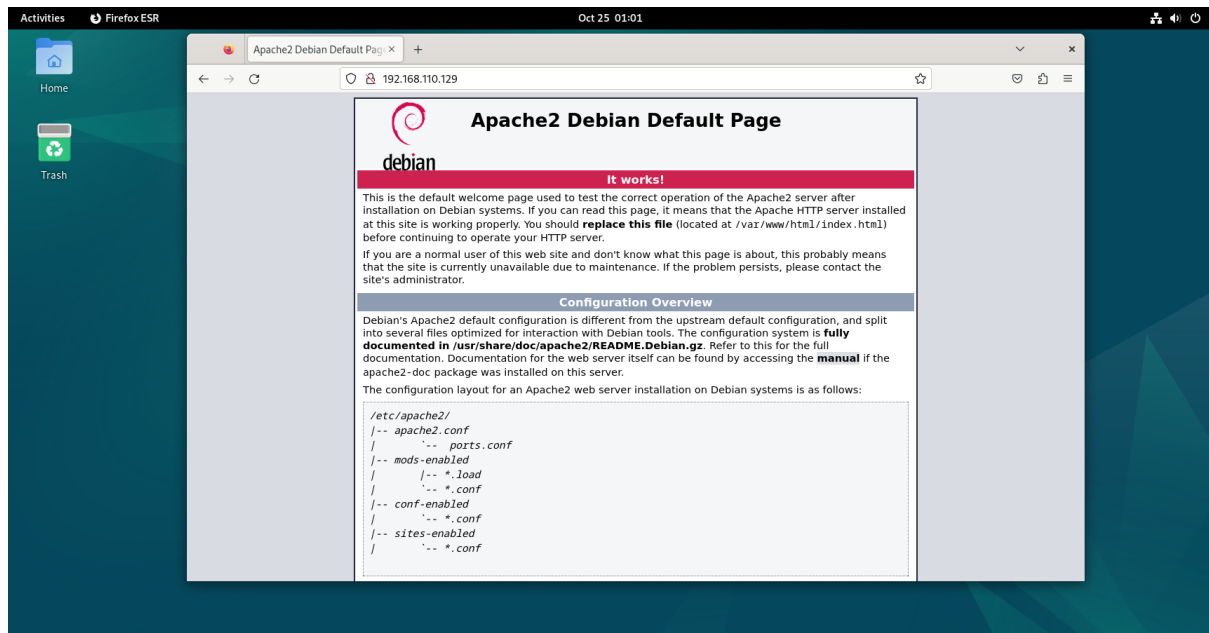 Activities Firefox ESR Oct 25 01:01
Home
Trash
Apache2 Debian Default Pag
192.168.110.129
debian
Apache2 Debian Default Page
It works!
This is the default welcome page used to test the correct operation of the Apache2 server after
installation on Debian systems. If you can read this page, it means that the Apache HTTP server installed
at this site is working properly. You should replace this file (located at /var/www/html/index.html)
before continuing to operate your HTTP server.
If you are a normal user of this web site and don't know what this page is about, this probably means
that the site is currently unavailable due to maintenance. If the problem persists, please contact the
site's administrator.
Configuration Overview
Debian's Apache2 default configuration is different from the upstream default configuration, and split
into several files optimized for interaction with Debian tools. The configuration system is fully
documented in /usr/share/doc/apache2/README.Debian.gz. Refer to this for the full
documentation. Documentation for the web server itself can be found by accessing the manual if the
apache2-doc package was installed on this server.
The configuration layout for an Apache2 web server installation on Debian systems is as follows:
/etc/apache2/
|-- apache2.conf
|       `--  ports.conf
|-- mods-enabled
|       |-- *.load
|       `-- *.conf
|-- conf-enabled
|       `-- *.conf
|-- sites-enabled
|       `-- *.conf